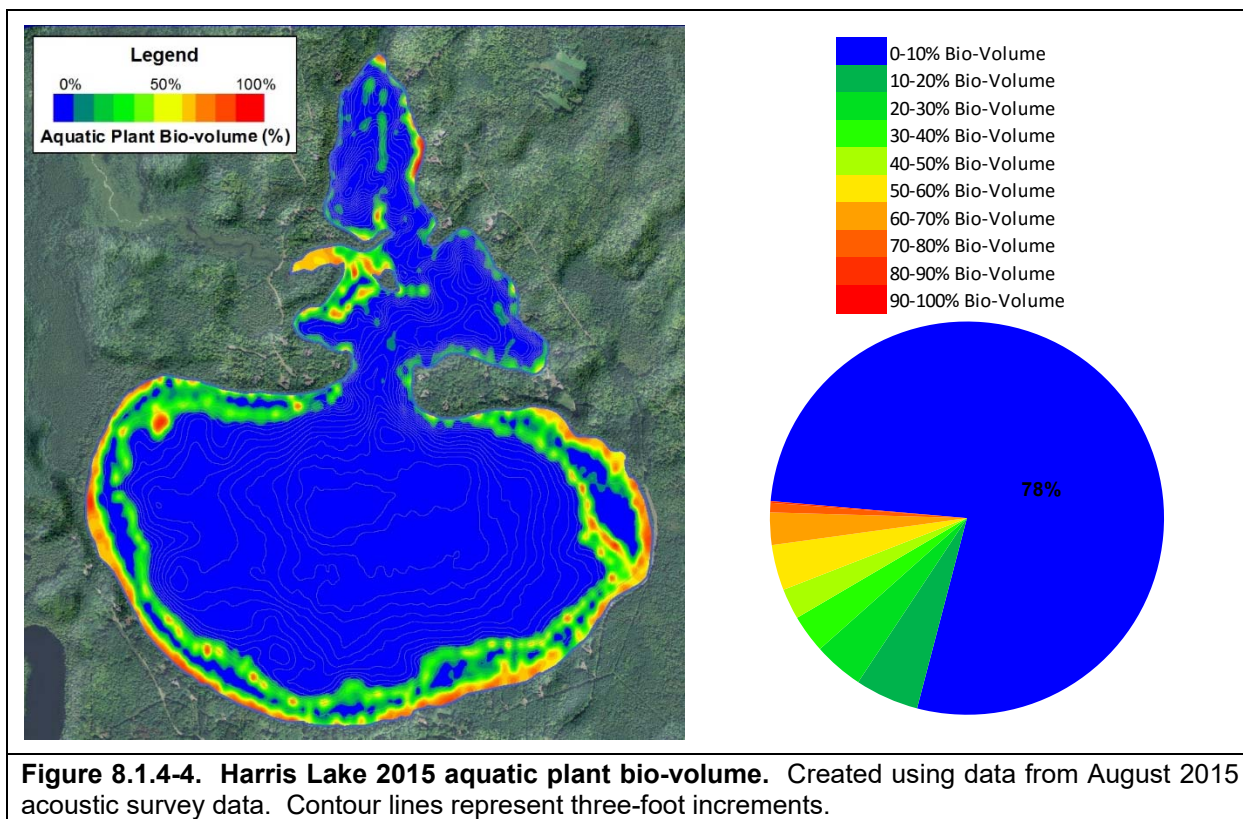 Legend
0% 50% 100%
Aquatic Plant Bio-volume (%)
0-10% Bio-Volume
10-20% Bio-Volume
20-30% Bio-Volume
30-40% Bio-Volume
40-50% Bio-Volume
50-60% Bio-Volume
60-70% Bio-Volume
70-80% Bio-Volume
80-90% Bio-Volume
90-100% Bio-Volume
78%
Figure 8.1.4-4. Harris Lake 2015 aquatic plant bio-volume. Created using data from August 2015
acoustic survey data. Contour lines represent three-foot increments.